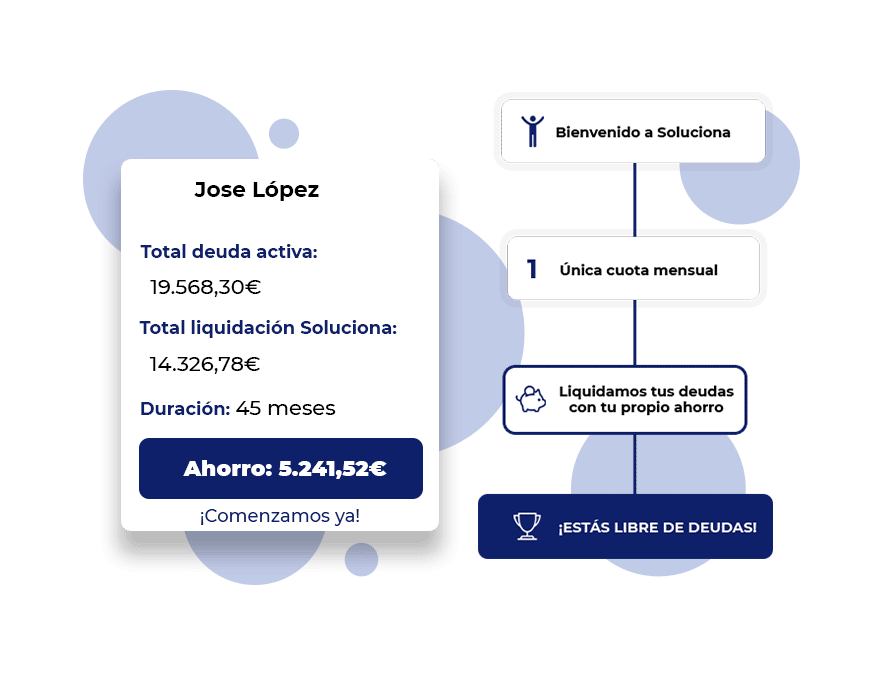 Jose López
Total deuda activa:
19.568,30€
Total liquidación Soluciona:
14.326,78€
Duración: 45 meses
Ahorro: 5.241,52€
¡Comenzamos ya!
Bienvenido a Soluciona
1 Única cuota mensual
Liquidamos tus deudas
con tu propio ahorro
¡ESTÁS LIBRE DE DEUDAS!